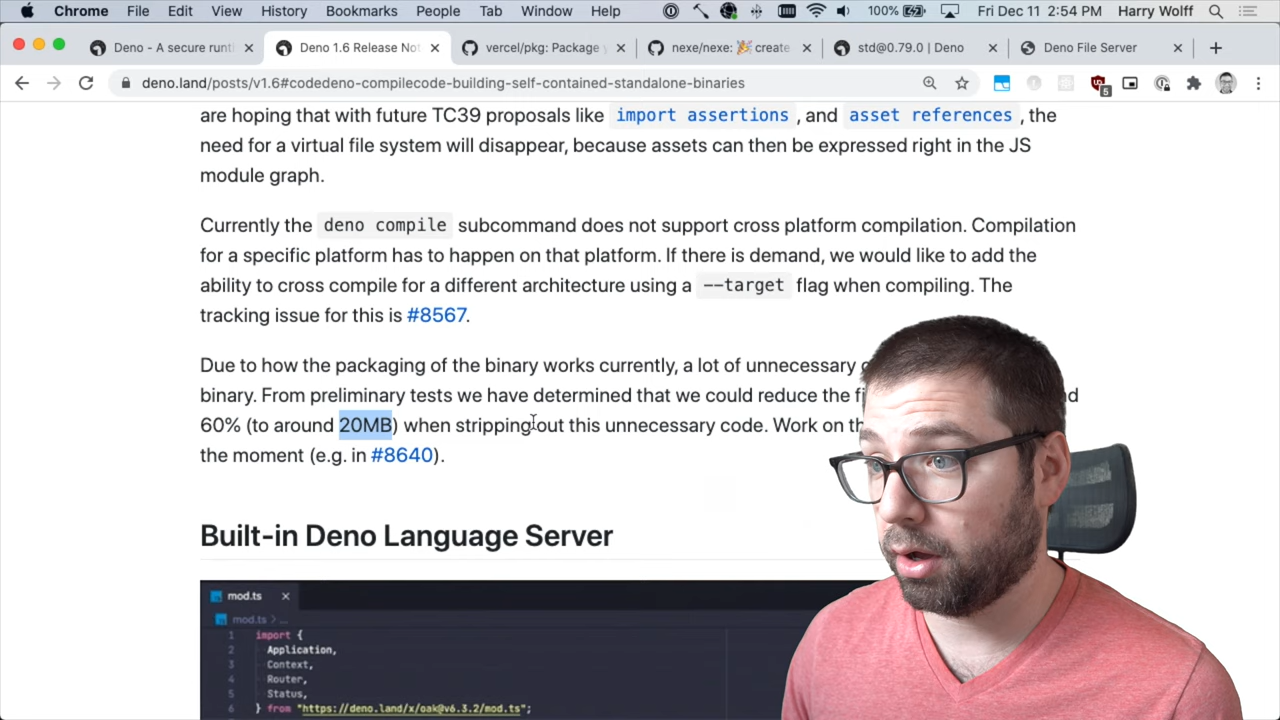 Chrome File Edit View History Bookmarks People Tab Window Help 100% Fri Dec 11 2:54 PM Harry Wolff
Deno - A secure runti
Deno 1.6 Release Not
vercel/pkg: Package y
nexe/nexe: 🎉 create
std@0.79.0 | Deno
Deno File Server
deno.land/posts/v1.6#codedeno-compilecode-building-self-contained-standalone-binaries
5
are hoping that with future TC39 proposals like import assertions , and asset references , the
need for a virtual file system will disappear, because assets can then be expressed right in the JS
module graph.
Currently the deno compile subcommand does not support cross platform compilation. Compilation
for a specific platform has to happen on that platform. If there is demand, we would like to add the
ability to cross compile for a different architecture using a --target flag when compiling. The
tracking issue for this is #8567.
Due to how the packaging of the binary works currently, a lot of unnecessary
binary. From preliminary tests we have determined that we could reduce the
60% (to around 20MB) when stripping out this unnecessary code. Work on
the moment (e.g. in #8640).
Built-in Deno Language Server
mod.ts
mod.ts > ...
1 import {
2 Application,
3 Context,
4 Router,
5 Status,
6 } from "https://deno.land/x/oak@v6.3.2/mod.ts";